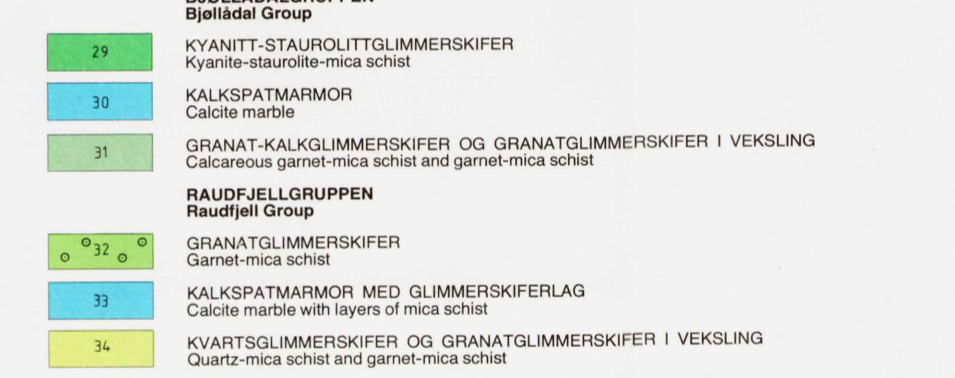 Bjøllådal Group
29
KYANITT-STAUROLITTGLIMMERSKIFER
Kyanite-staurolite-mica schist
30
KALKSPATMARMOR
Calcite marble
31
GRANAT-KALKGLIMMERSKIFER OG GRANATGLIMMERSKIFER I VEKSLING
Calcareous garnet-mica schist and garnet-mica schist
RAUDFJELLGRUPPEN
Raudfjell Group
32
GRANATGLIMMERSKIFER
Garnet-mica schist
33
KALKSPATMARMOR MED GLIMMERSKIFERLAG
Calcite marble with layers of mica schist
34
KVARTSGLIMMERSKIFER OG GRANATGLIMMERSKIFER I VEKSLING
Quartz-mica schist and garnet-mica schist